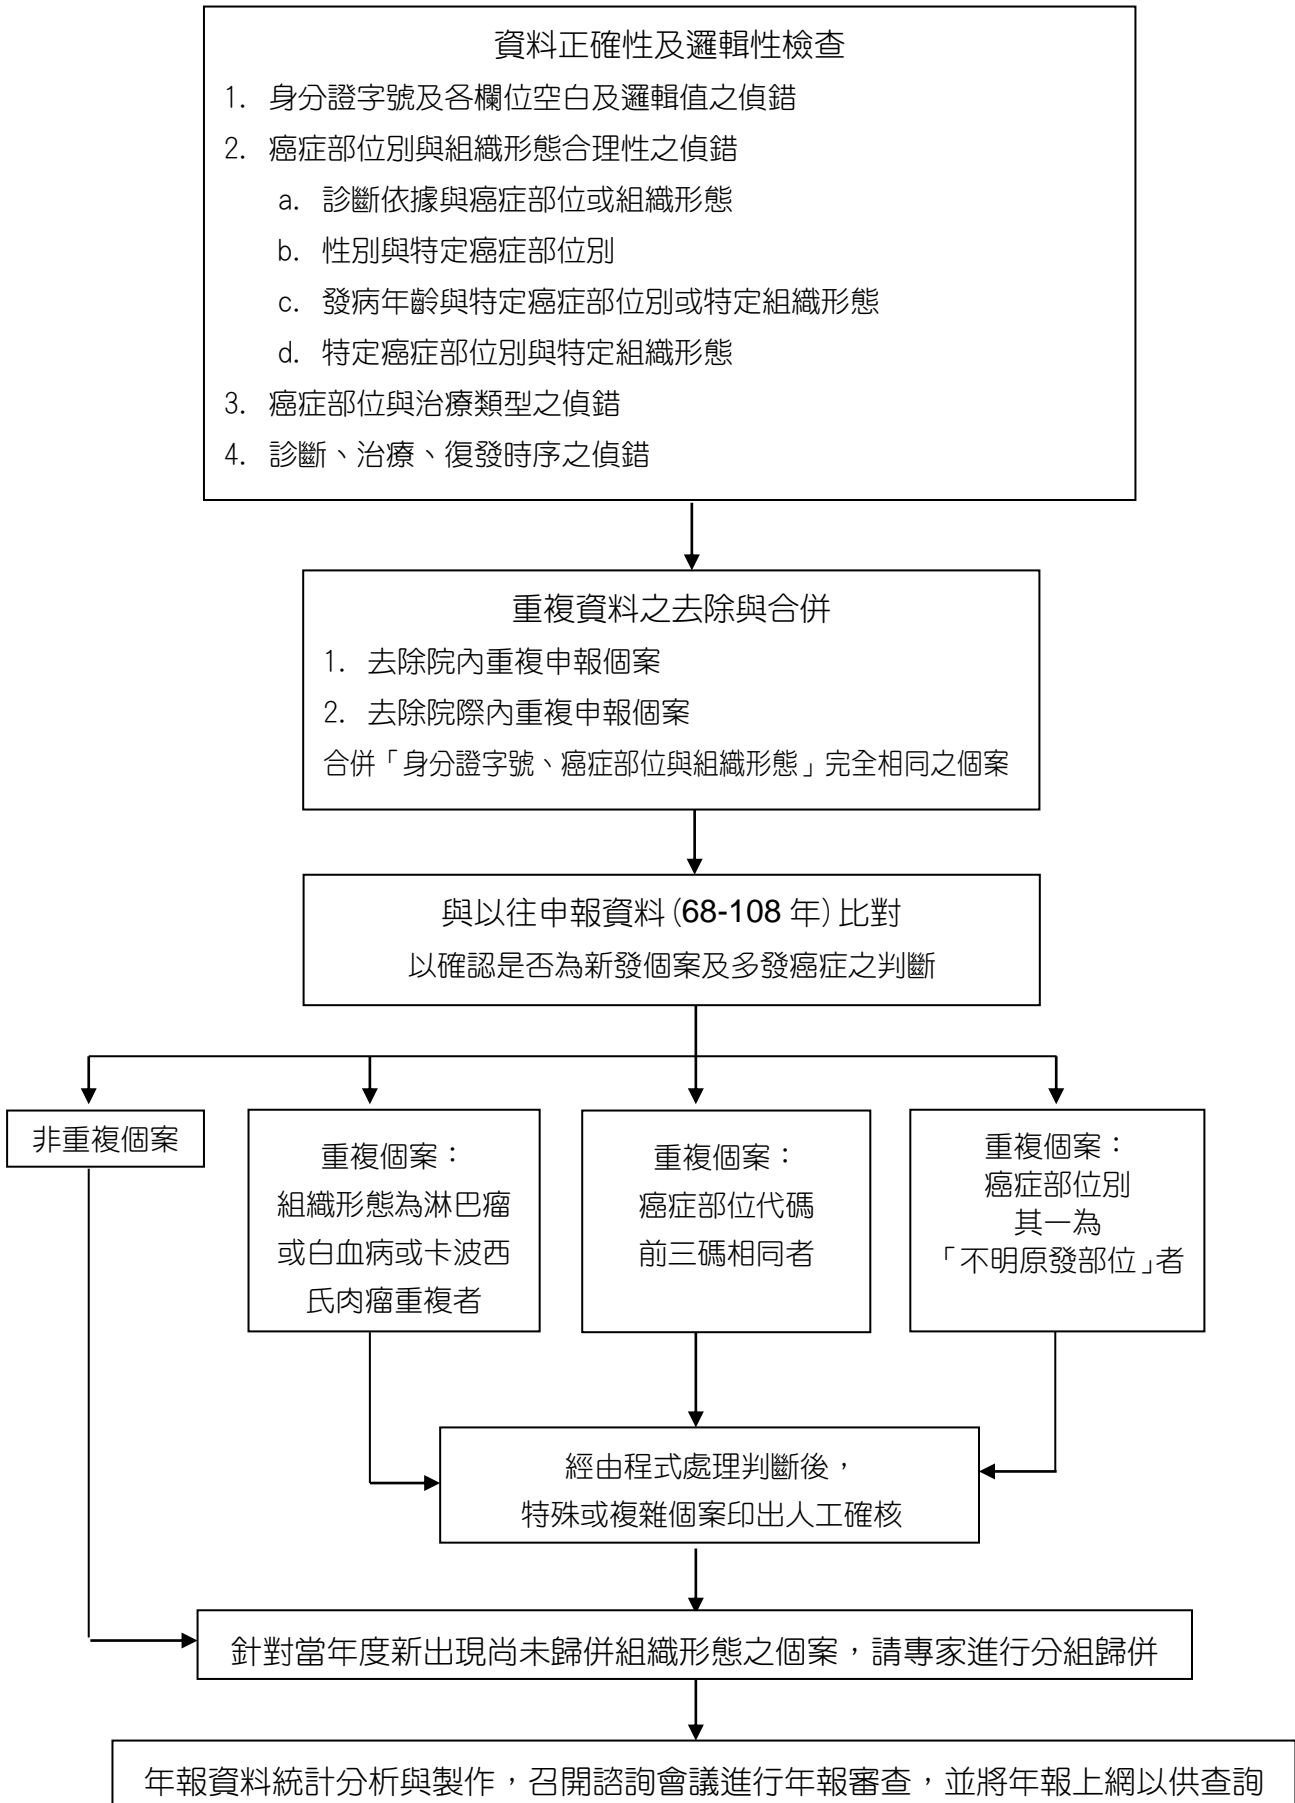 資料正確性及邏輯性檢查
1. 身分證字號及各欄位空白及邏輯值之偵錯
2. 癌症部位別與組織形態合理性之偵錯
a. 診斷依據與癌症部位或組織形態
b. 性別與特定癌症部位別
c. 發病年齡與特定癌症部位別或特定組織形態
d. 特定癌症部位別與特定組織形態
3. 癌症部位與治療類型之偵錯
4. 診斷、治療、復發時序之偵錯
重複資料之去除與合併
1. 去除院內重複申報個案
2. 去除院際內重複申報個案
合併「身分證字號、癌症部位與組織形態」完全相同之個案
與以往申報資料(68-108 年)比對
以確認是否為新發個案及多發癌症之判斷
非重複個案
重複個案：
組織形態為淋巴瘤
或白血病或卡波西
氏肉瘤重複者
重複個案：
癌症部位代碼
前三碼相同者
重複個案：
癌症部位別
其一為
「不明原發部位」者
經由程式處理判斷後，
特殊或複雜個案印出人工確核
針對當年度新出現尚未歸併組織形態之個案，請專家進行分組歸併
年報資料統計分析與製作，召開諮詢會議進行年報審查，並將年報上網以供查詢